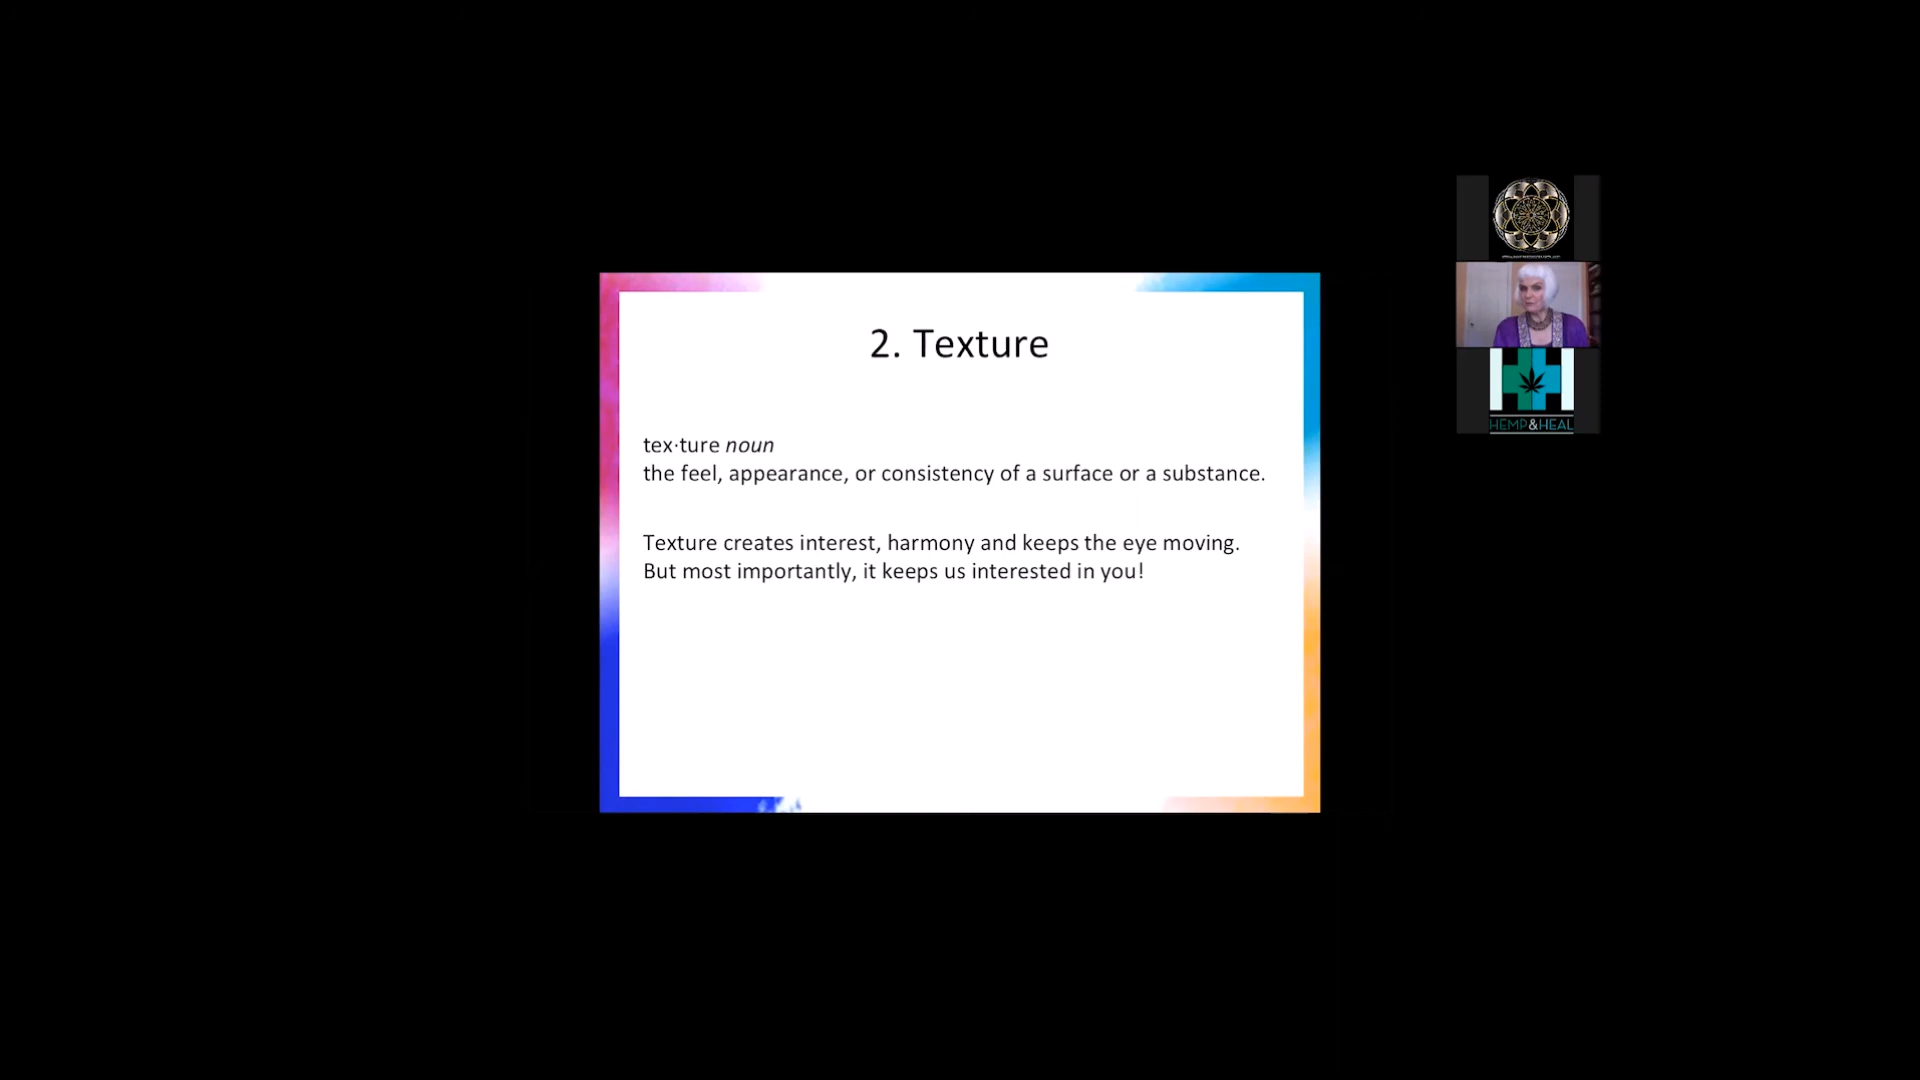 2. Texture
tex·ture noun
the feel, appearance, or consistency of a surface or a substance.
Texture creates interest, harmony and keeps the eye moving.
But most importantly, it keeps us interested in you!
HEMP&HEAL